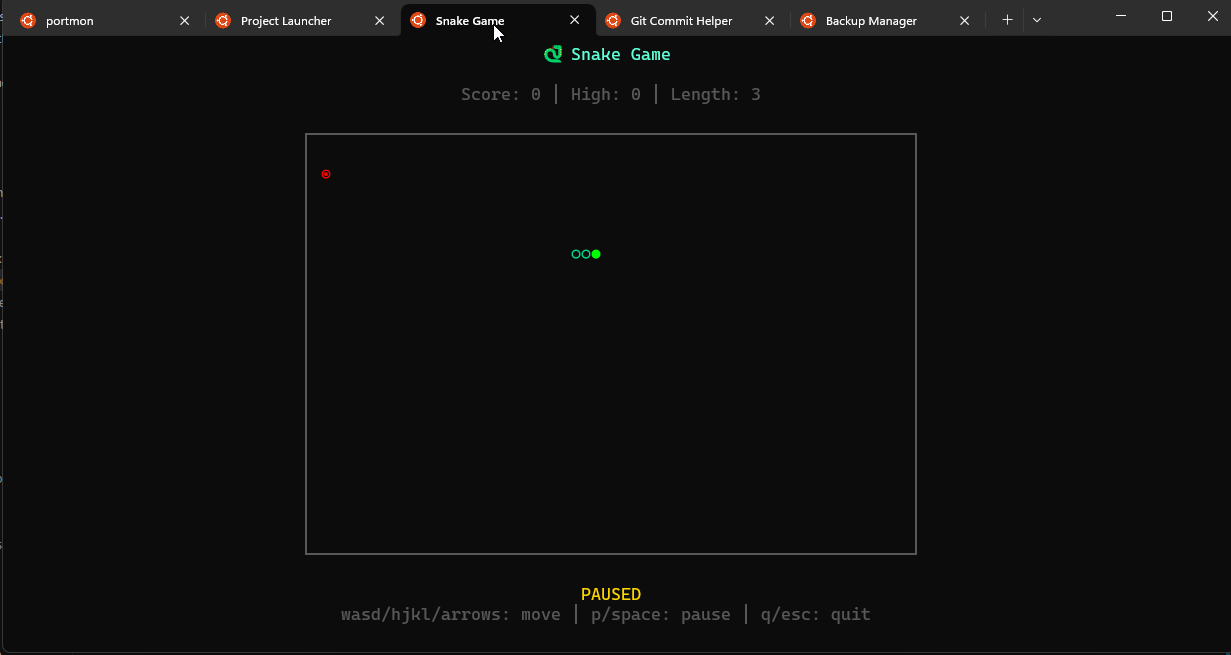 portmon
Project Launcher
Snake Game
Git Commit Helper
Backup Manager
Snake Game
Score: 0 | High: 0 | Length: 3
PAUSED
wasd/hjkl/arrows: move | p/space: pause | q/esc: quit